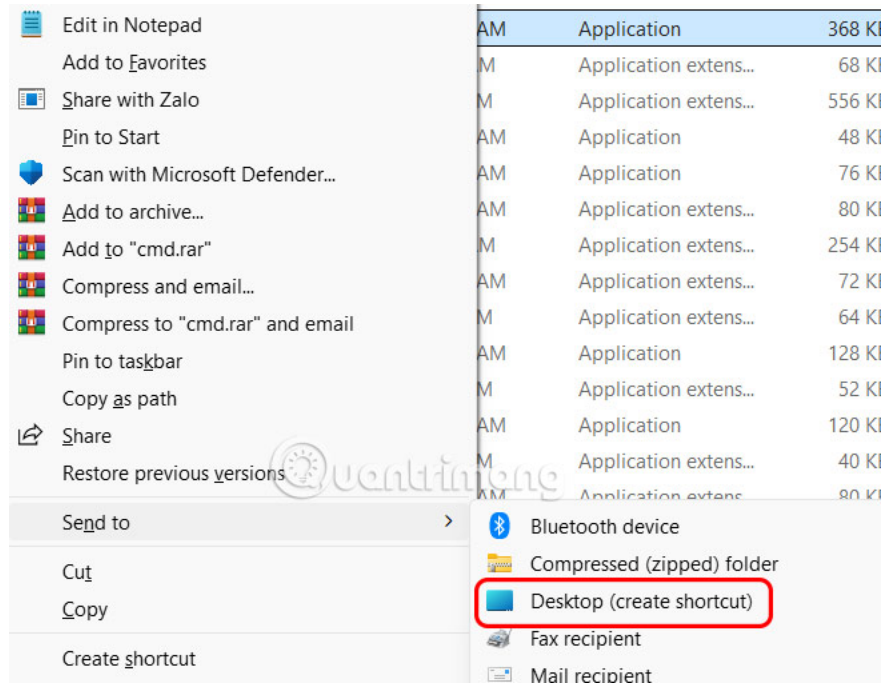 Edit in Notepad
Add to Favorites
Share with Zalo
Pin to Start
Scan with Microsoft Defender...
Add to archive...
Add to "cmd.rar"
Compress and email...
Compress to "cmd.rar" and email
Pin to taskbar
Copy as path
Share
Restore previous versions
Send to
Cut
Copy
Create shortcut
AM Application 368 KB
M Application extens... 68 KB
M Application extens... 556 KB
AM Application 48 KB
AM Application 76 KB
AM Application extens... 80 KB
M Application extens... 254 KB
AM Application extens... 72 KB
M Application extens... 64 KB
AM Application 128 KB
M Application extens... 52 KB
AM Application 120 KB
M Application extens... 40 KB
AM Application extens... 80 KB
Quantrimang
Bluetooth device
Compressed (zipped) folder
Desktop (create shortcut)
Fax recipient
Mail recipient